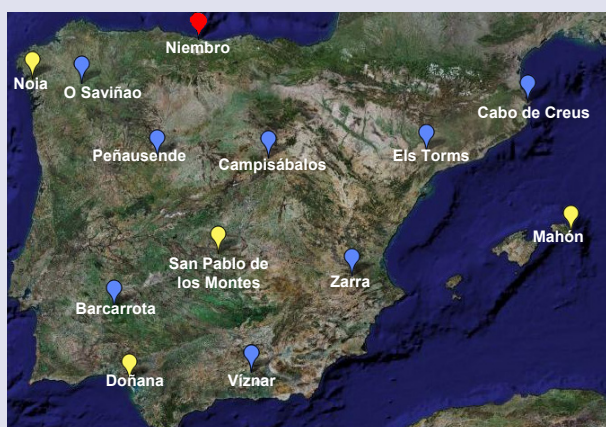 Niembro
Noia
O Saviñao
Cabo de Creus
Peñausende
Campisábalos
Els Torms
Mahón
San Pablo de
los Montes
Zarra
Barcarrota
Doñana
Víznar